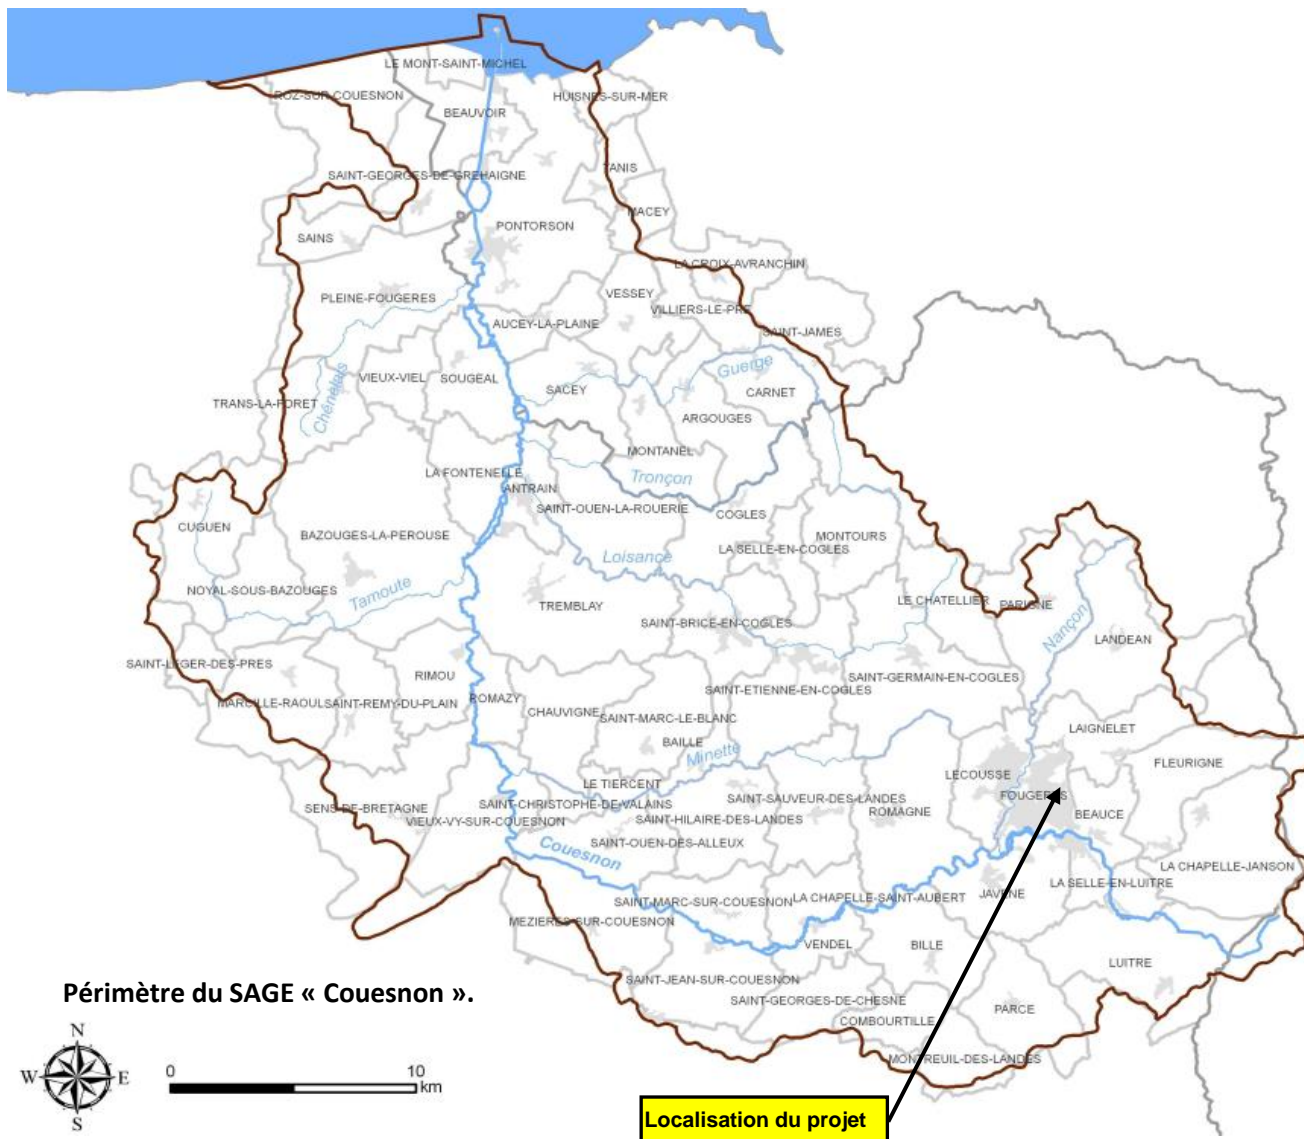 LE MONT-SAINT-MICHEL
ROZ-SUR-COUESNON
HUISNES-SUR-MER
BEAUVOIR
TANIS
SAINT-GEORGES-DE-GREHAIGNE
MACEY
PONTORSON
SAINS
LA CROIX-AVRANCHIN
PLEINE-FOUGERES
VESSEY
VILLIERS-LE-PRE
AUCEY-LA-PLAINE
SAINT-JAMES
Guerge
Chênelais
VIEUX-VIEL
SOUGEAL
SACEY
CARNET
TRANS-LA-FORET
ARGOUGES
MONTANEL
LA FONTENELLE
Tronçon
ANTRAIN
SAINT-OUEN-LA-ROUERIE
COGLES
CUGUEN
BAZOUGES-LA-PEROUSE
MONTOURS
LA SELLE-EN-COGLES
Loisance
NOYAL-SOUS-BAZOUGES
Tamoute
TREMBLAY
LE CHATELLIER
PARIGNE
Nançon
SAINT-BRICE-EN-COGLES
LANDEAN
SAINT-LEGER-DES-PRES
RIMOU
SAINT-GERMAIN-EN-COGLES
SAINT-ETIENNE-EN-COGLES
MARCILLE-RAOUL
SAINT-REMY-DU-PLAIN
ROMAZY
CHAUVIGNE
SAINT-MARC-LE-BLANC
LAIGNELET
BAILLE
Minette
FLEURIGNE
LECOUSSE
LE TIERCENT
FOUGERES
SENS-DE-BRETAGNE
SAINT-CHRISTOPHE-DE-VALAINS
SAINT-SAUVEUR-DES-LANDES
ROMAGNE
BEAUCE
VIEUX-VY-SUR-COUESNON
SAINT-HILAIRE-DES-LANDES
SAINT-OUEN-DES-ALLEUX
Couesnon
LA CHAPELLE-JANSON
LA SELLE-EN-LUITRE
JAVENE
SAINT-MARC-SUR-COUESNON
LA CHAPELLE-SAINT-AUBERT
MEZIERES-SUR-COUESNON
VENDEL
BILLE
LUITRE
SAINT-JEAN-SUR-COUESNON
SAINT-GEORGES-DE-CHESNE
PARCE
COMBOURTILLE
MONTREUIL-DES-LANDES
Périmètre du SAGE « Couesnon ».
N
W E
S
0 10
km
Localisation du projet